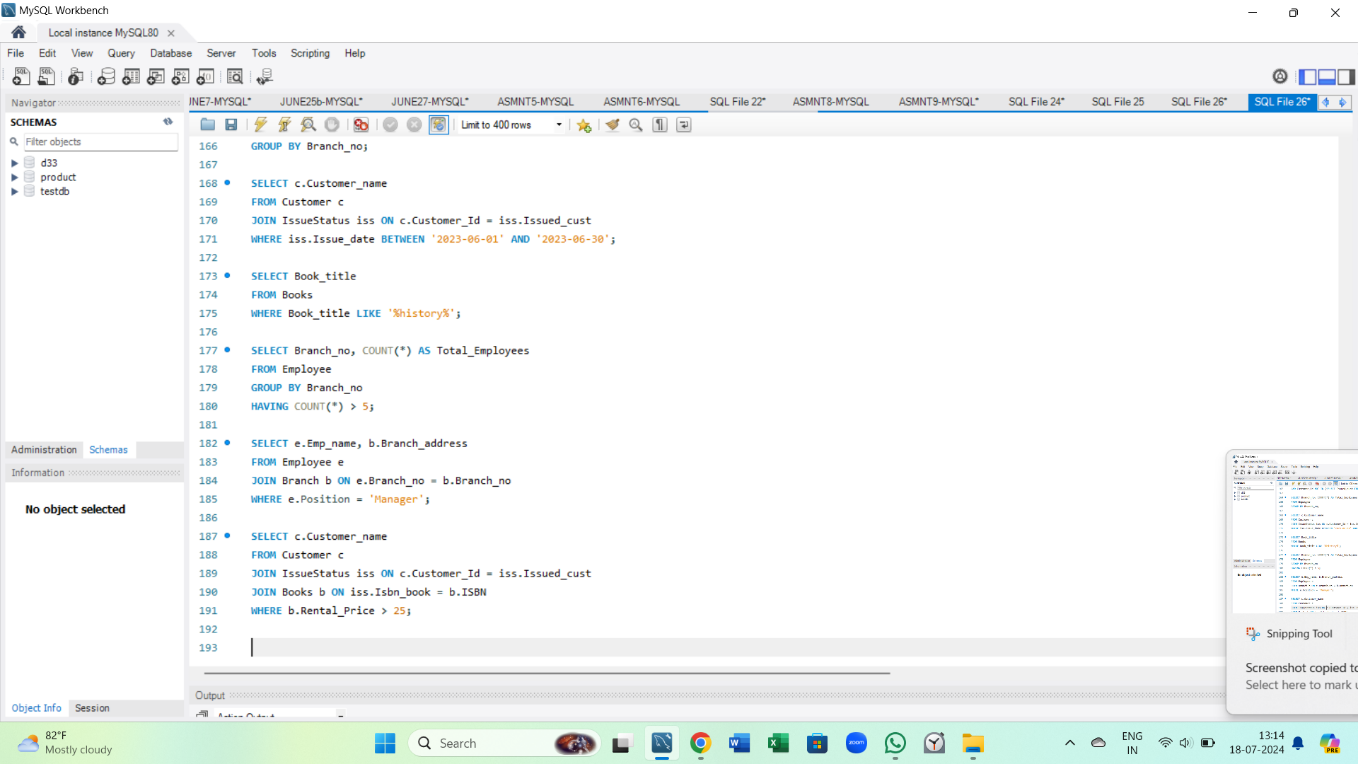 MySQL Workbench
Local instance MySQL80
File Edit View Query Database Server Tools Scripting Help
Navigator
SCHEMAS
Filter objects
d33
product
testdb
Administration Schemas
Information
No object selected
Object Info Session
JNE7-MYSQL* JUNE25b-MYSQL* JUNE27-MYSQL* ASMNT5-MYSQL ASMNT6-MYSQL SQL File 22* ASMNT8-MYSQL ASMNT9-MYSQL* SQL File 24* SQL File 25 SQL File 26* SQL File 26*
Limit to 400 rows
166 GROUP BY Branch_no;
167
168 SELECT c.Customer_name
169 FROM Customer c
170 JOIN IssueStatus iss ON c.Customer_Id = iss.Issued_cust
171 WHERE iss.Issue_date BETWEEN '2023-06-01' AND '2023-06-30';
172
173 SELECT Book_title
174 FROM Books
175 WHERE Book_title LIKE '%history%';
176
177 SELECT Branch_no, COUNT(*) AS Total_Employees
178 FROM Employee
179 GROUP BY Branch_no
180 HAVING COUNT(*) > 5;
181
182 SELECT e.Emp_name, b.Branch_address
183 FROM Employee e
184 JOIN Branch b ON e.Branch_no = b.Branch_no
185 WHERE e.Position = 'Manager';
186
187 SELECT c.Customer_name
188 FROM Customer c
189 JOIN IssueStatus iss ON c.Customer_Id = iss.Issued_cust
190 JOIN Books b ON iss.Isbn_book = b.ISBN
191 WHERE b.Rental_Price > 25;
192
193
Output
Action Output
Snipping Tool
Screenshot copied to
Select here to mark u
82°F
Mostly cloudy
Search
zoom
PRE
ENG
IN
13:14
18-07-2024